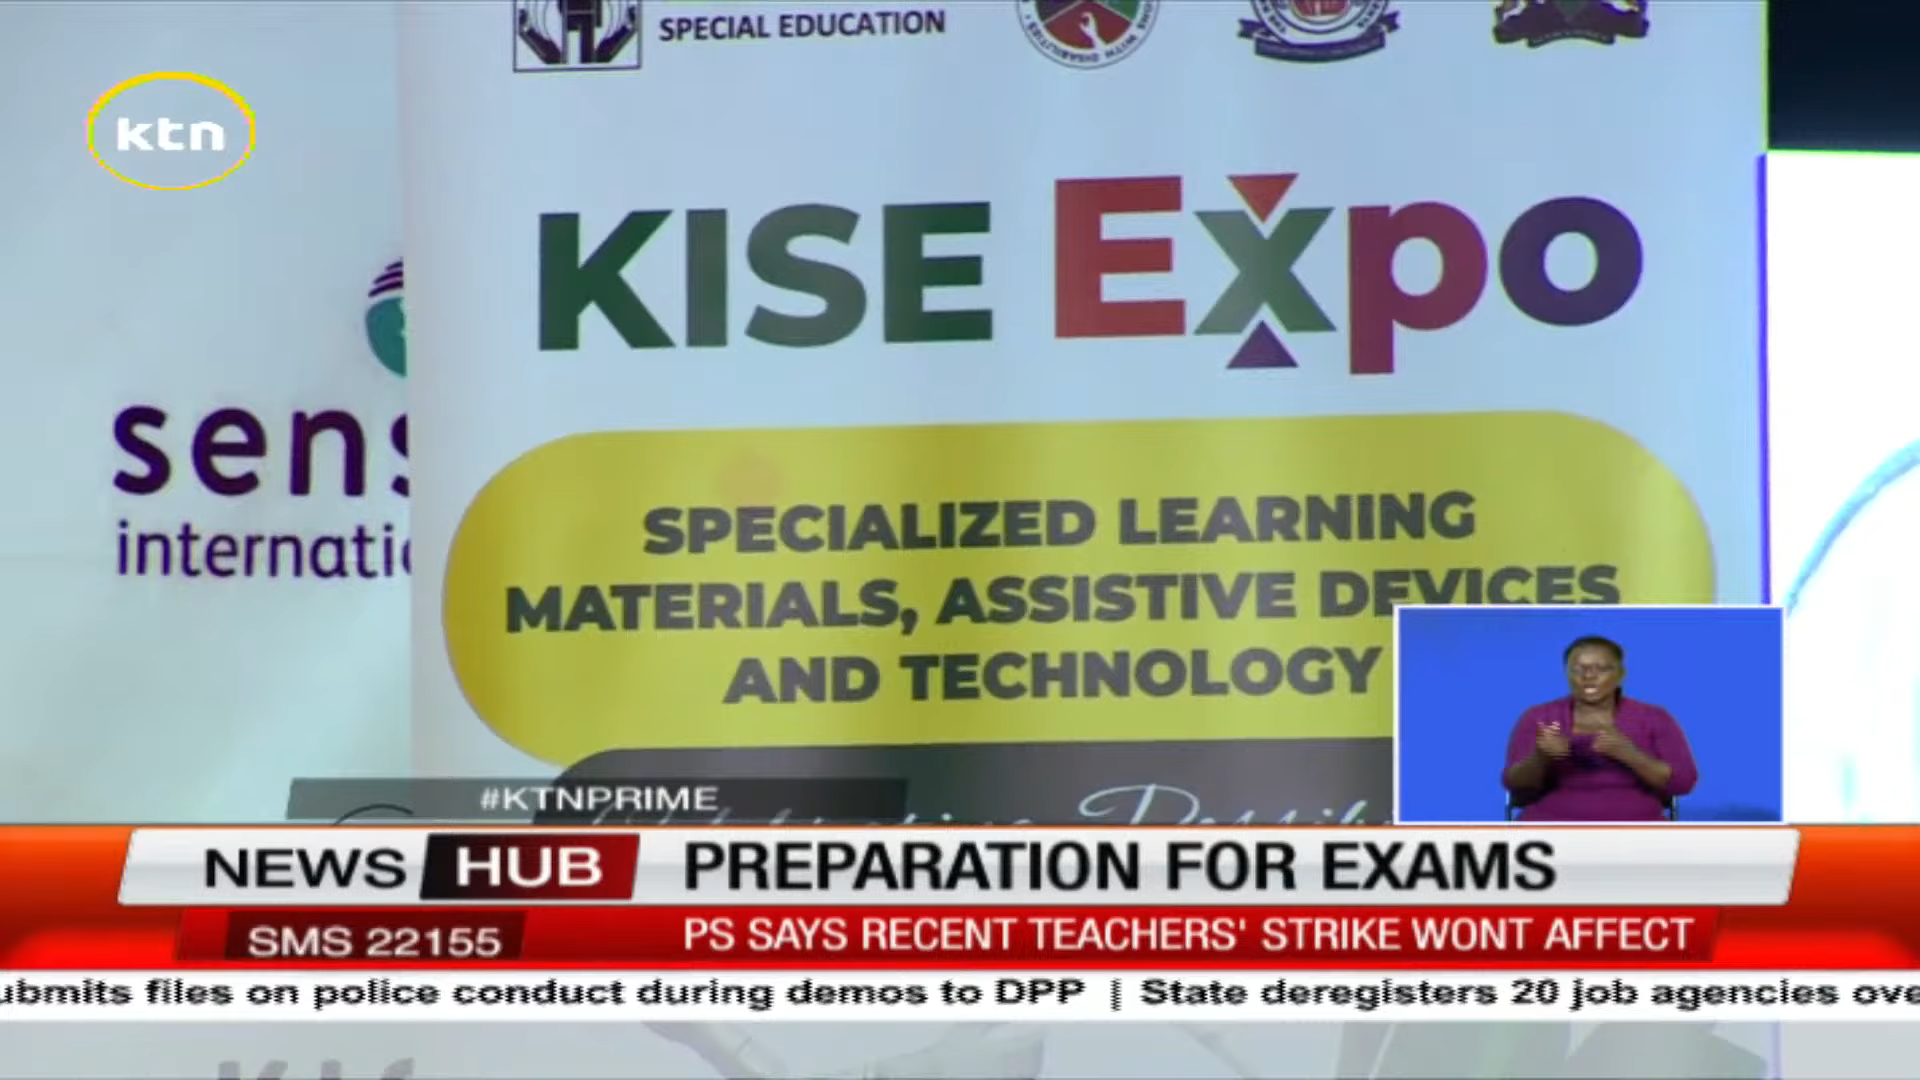 SPECIAL EDUCATION
ktn
KISE Expo
sens
internati
SPECIALIZED LEARNING
MATERIALS, ASSISTIVE DEVICES
AND TECHNOLOGY
#KTNPRIME
NEWS HUB
PREPARATION FOR EXAMS
SMS 22155
PS SAYS RECENT TEACHERS' STRIKE WONT AFFECT
ubmits files on police conduct during demos to DPP | State deregisters 20 job agencies ove